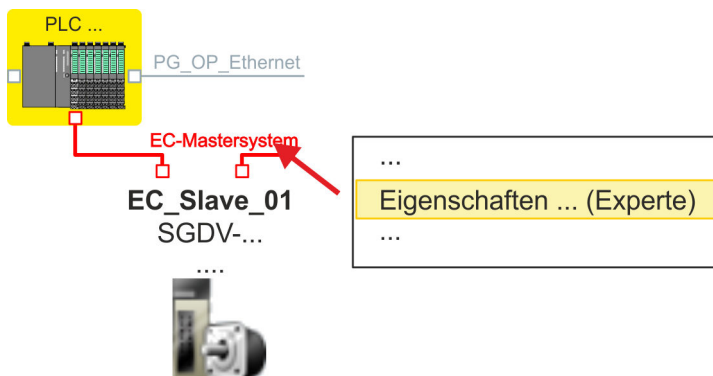 PLC ...
PG_OP_Ethernet
EC-Mastersystem
EC_Slave_01
SGDV-...
....
...
Eigenschaften ... (Experte)
...